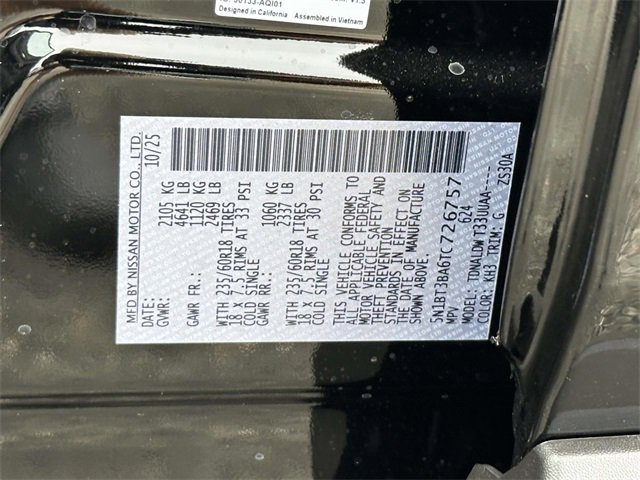 Designed in California Assembled in Vietnam
MFD BY NISSAN MOTOR CO., LTD.
DATE: 10/25
GVWR: 2105 KG
4641 LB
GAWR FR.: 1120 KG
2469 LB
WITH 235/60R18 TIRES
18 X 7.5J RIMS AT 33 PSI
COLD SINGLE
GAWR RR.: 1060 KG
2337 LB
WITH 235/60R18 TIRES
18 X 7.5J RIMS AT 30 PSI
COLD SINGLE
THIS VEHICLE CONFORMS TO
ALL APPLICABLE FEDERAL
MOTOR VEHICLE SAFETY AND
THEFT PREVENTION
STANDARDS IN EFFECT ON
THE DATE OF MANUFACTURE
SHOWN ABOVE.
5N1BT3BA6TC726757
MPV 624
MODEL: TDNALDWT33UUAA-----
COLOR: KH3 TRIM: G ZS30A